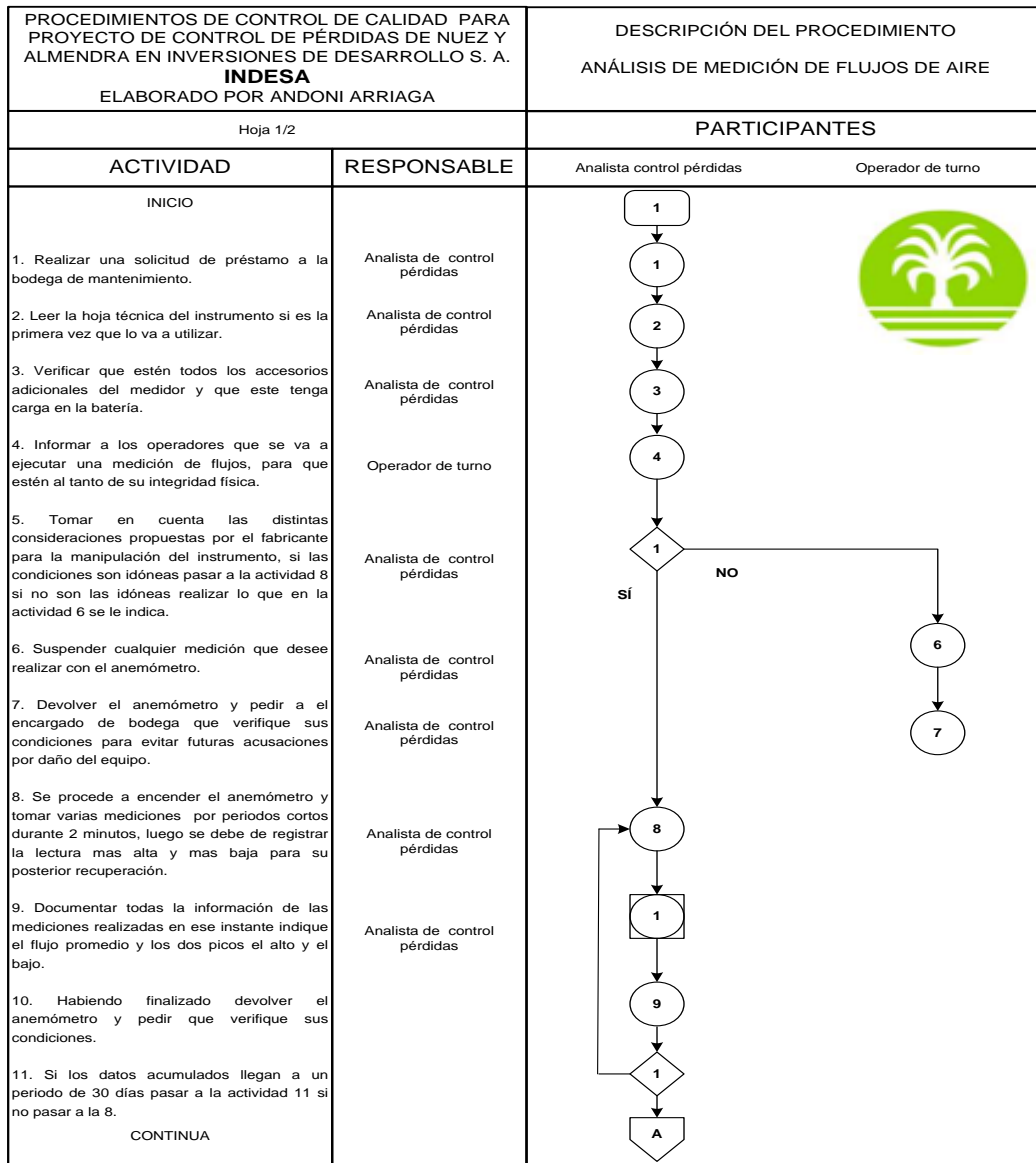 PROCEDIMIENTOS DE CONTROL DE CALIDAD PARA
PROYECTO DE CONTROL DE PÉRDIDAS DE NUEZ Y
ALMENDRA EN INVERSIONES DE DESARROLLO S. A.
INDESA
ELABORADO POR ANDONI ARRIAGA
DESCRIPCIÓN DEL PROCEDIMIENTO
ANÁLISIS DE MEDICIÓN DE FLUJOS DE AIRE
Hoja 1/2
PARTICIPANTES
ACTIVIDAD
RESPONSABLE
Analista control pérdidas
Operador de turno
INICIO
1. Realizar una solicitud de préstamo a la
bodega de mantenimiento.
Analista de control
pérdidas
2. Leer la hoja técnica del instrumento si es la
primera vez que lo va a utilizar.
Analista de control
pérdidas
3. Verificar que estén todos los accesorios
adicionales del medidor y que este tenga
carga en la batería.
Analista de control
pérdidas
4. Informar a los operadores que se va a
ejecutar una medición de flujos, para que
estén al tanto de su integridad física.
Operador de turno
5. Tomar en cuenta las distintas
consideraciones propuestas por el fabricante
para la manipulación del instrumento, si las
condiciones son idóneas pasar a la actividad 8
si no son las idóneas realizar lo que en la
actividad 6 se le indica.
Analista de control
pérdidas
6. Suspender cualquier medición que desee
realizar con el anemómetro.
Analista de control
pérdidas
7. Devolver el anemómetro y pedir a el
encargado de bodega que verifique sus
condiciones para evitar futuras acusaciones
por daño del equipo.
Analista de control
pérdidas
8. Se procede a encender el anemómetro y
tomar varias mediciones por periodos cortos
durante 2 minutos, luego se debe de registrar
la lectura mas alta y mas baja para su
posterior recuperación.
Analista de control
pérdidas
9. Documentar todas la información de las
mediciones realizadas en ese instante indique
el flujo promedio y los dos picos el alto y el
bajo.
Analista de control
pérdidas
10. Habiendo finalizado devolver el
anemómetro y pedir que verifique sus
condiciones.
11. Si los datos acumulados llegan a un
periodo de 30 días pasar a la actividad 11 si
no pasar a la 8.
CONTINUA
1
1
2
3
4
1
NO
SÍ
6
7
8
1
9
1
A